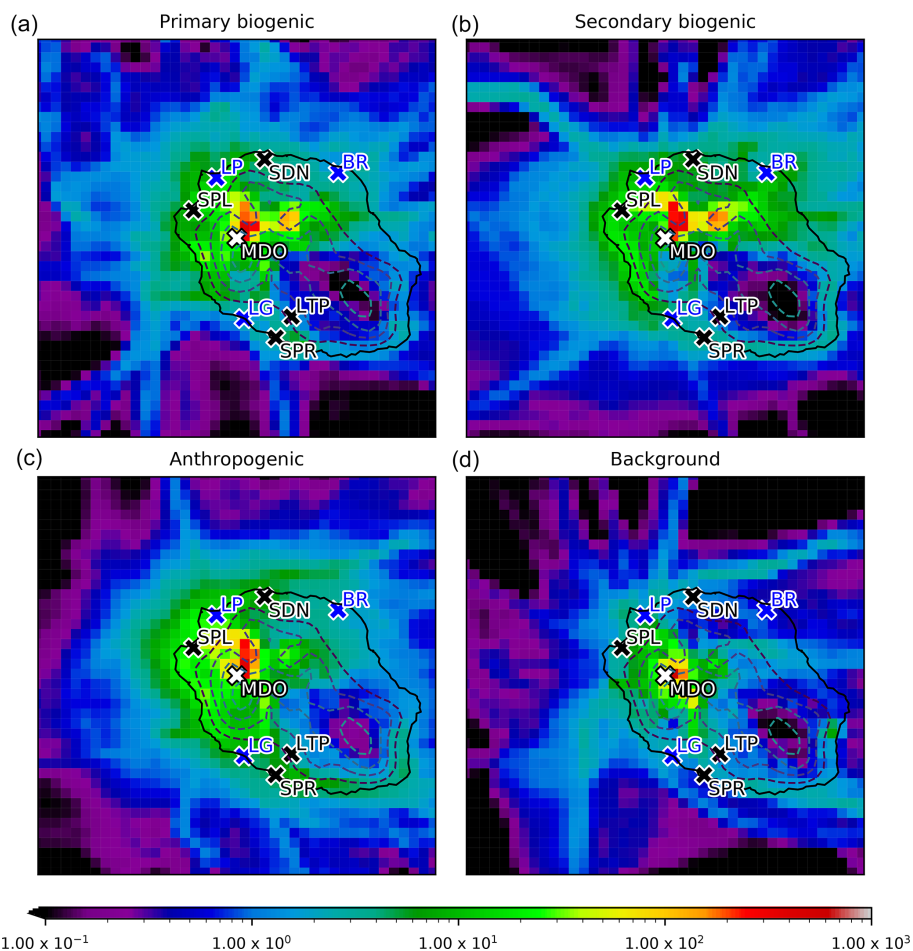 (a) Primary biogenic
(b) Secondary biogenic
LP
SDN
BR
SPL
MDO
LG
LTP
SPR
LP
SDN
BR
SPL
MDO
LG
LTP
SPR
(c) Anthropogenic
(d) Background
LP
SDN
BR
SPL
MDO
LG
LTP
SPR
LP
SDN
BR
SPL
MDO
LG
LTP
SPR
1.00 x 10⁻¹ 1.00 x 10⁰ 1.00 x 10¹ 1.00 x 10² 1.00 x 10³